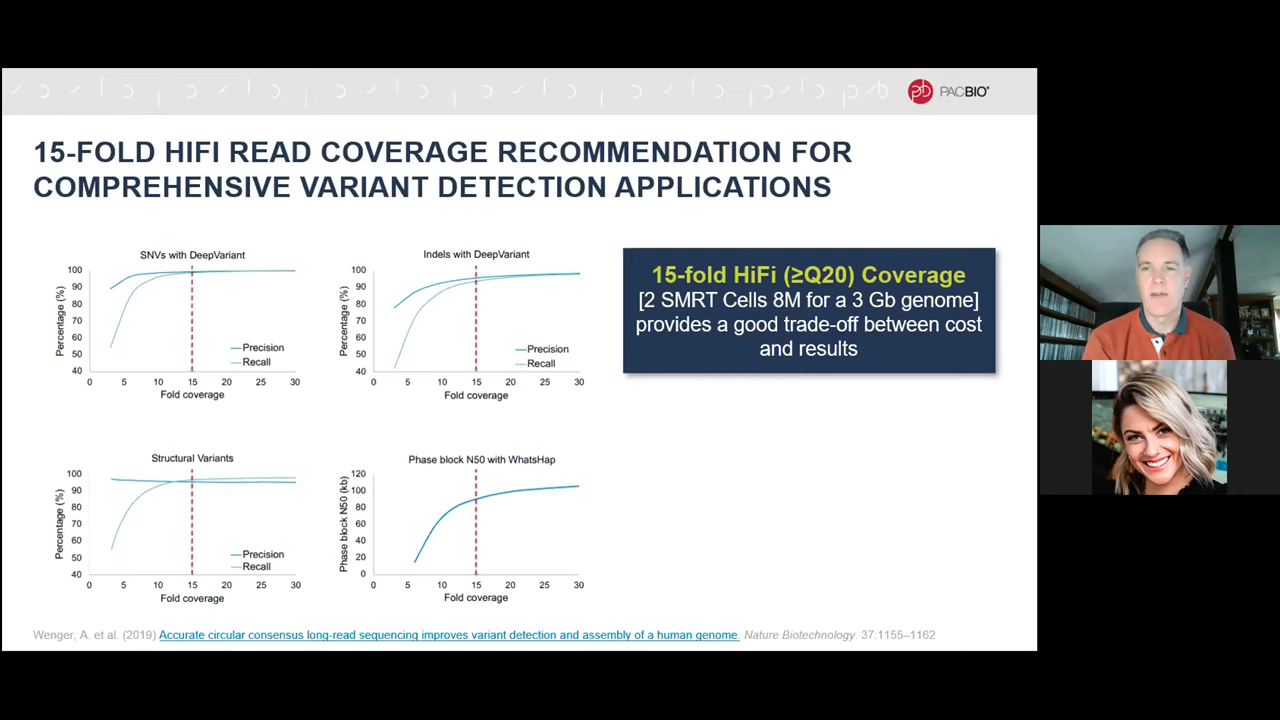 PACBIO®
15-FOLD HIFI READ COVERAGE RECOMMENDATION FOR
COMPREHENSIVE VARIANT DETECTION APPLICATIONS
SNVs with DeepVariant
Percentage (%)
100
90
80
70
60
50
40
Precision
Recall
0 5 10 15 20 25 30
Fold coverage
Indels with DeepVariant
Percentage (%)
100
90
80
70
60
50
40
Precision
Recall
0 5 10 15 20 25 30
Fold coverage
15-fold HiFi (≥Q20) Coverage
[2 SMRT Cells 8M for a 3 Gb genome]
provides a good trade-off between cost
and results
Structural Variants
Percentage (%)
100
90
80
70
60
50
40
Precision
Recall
0 5 10 15 20 25 30
Fold coverage
Phase block N50 with WhatsHap
Phase block N50 (kb)
120
100
80
60
40
20
0
0 5 10 15 20 25 30
Fold coverage
Wenger, A. et al. (2019) Accurate circular consensus long-read sequencing improves variant detection and assembly of a human genome. Nature Biotechnology. 37:1155–1162